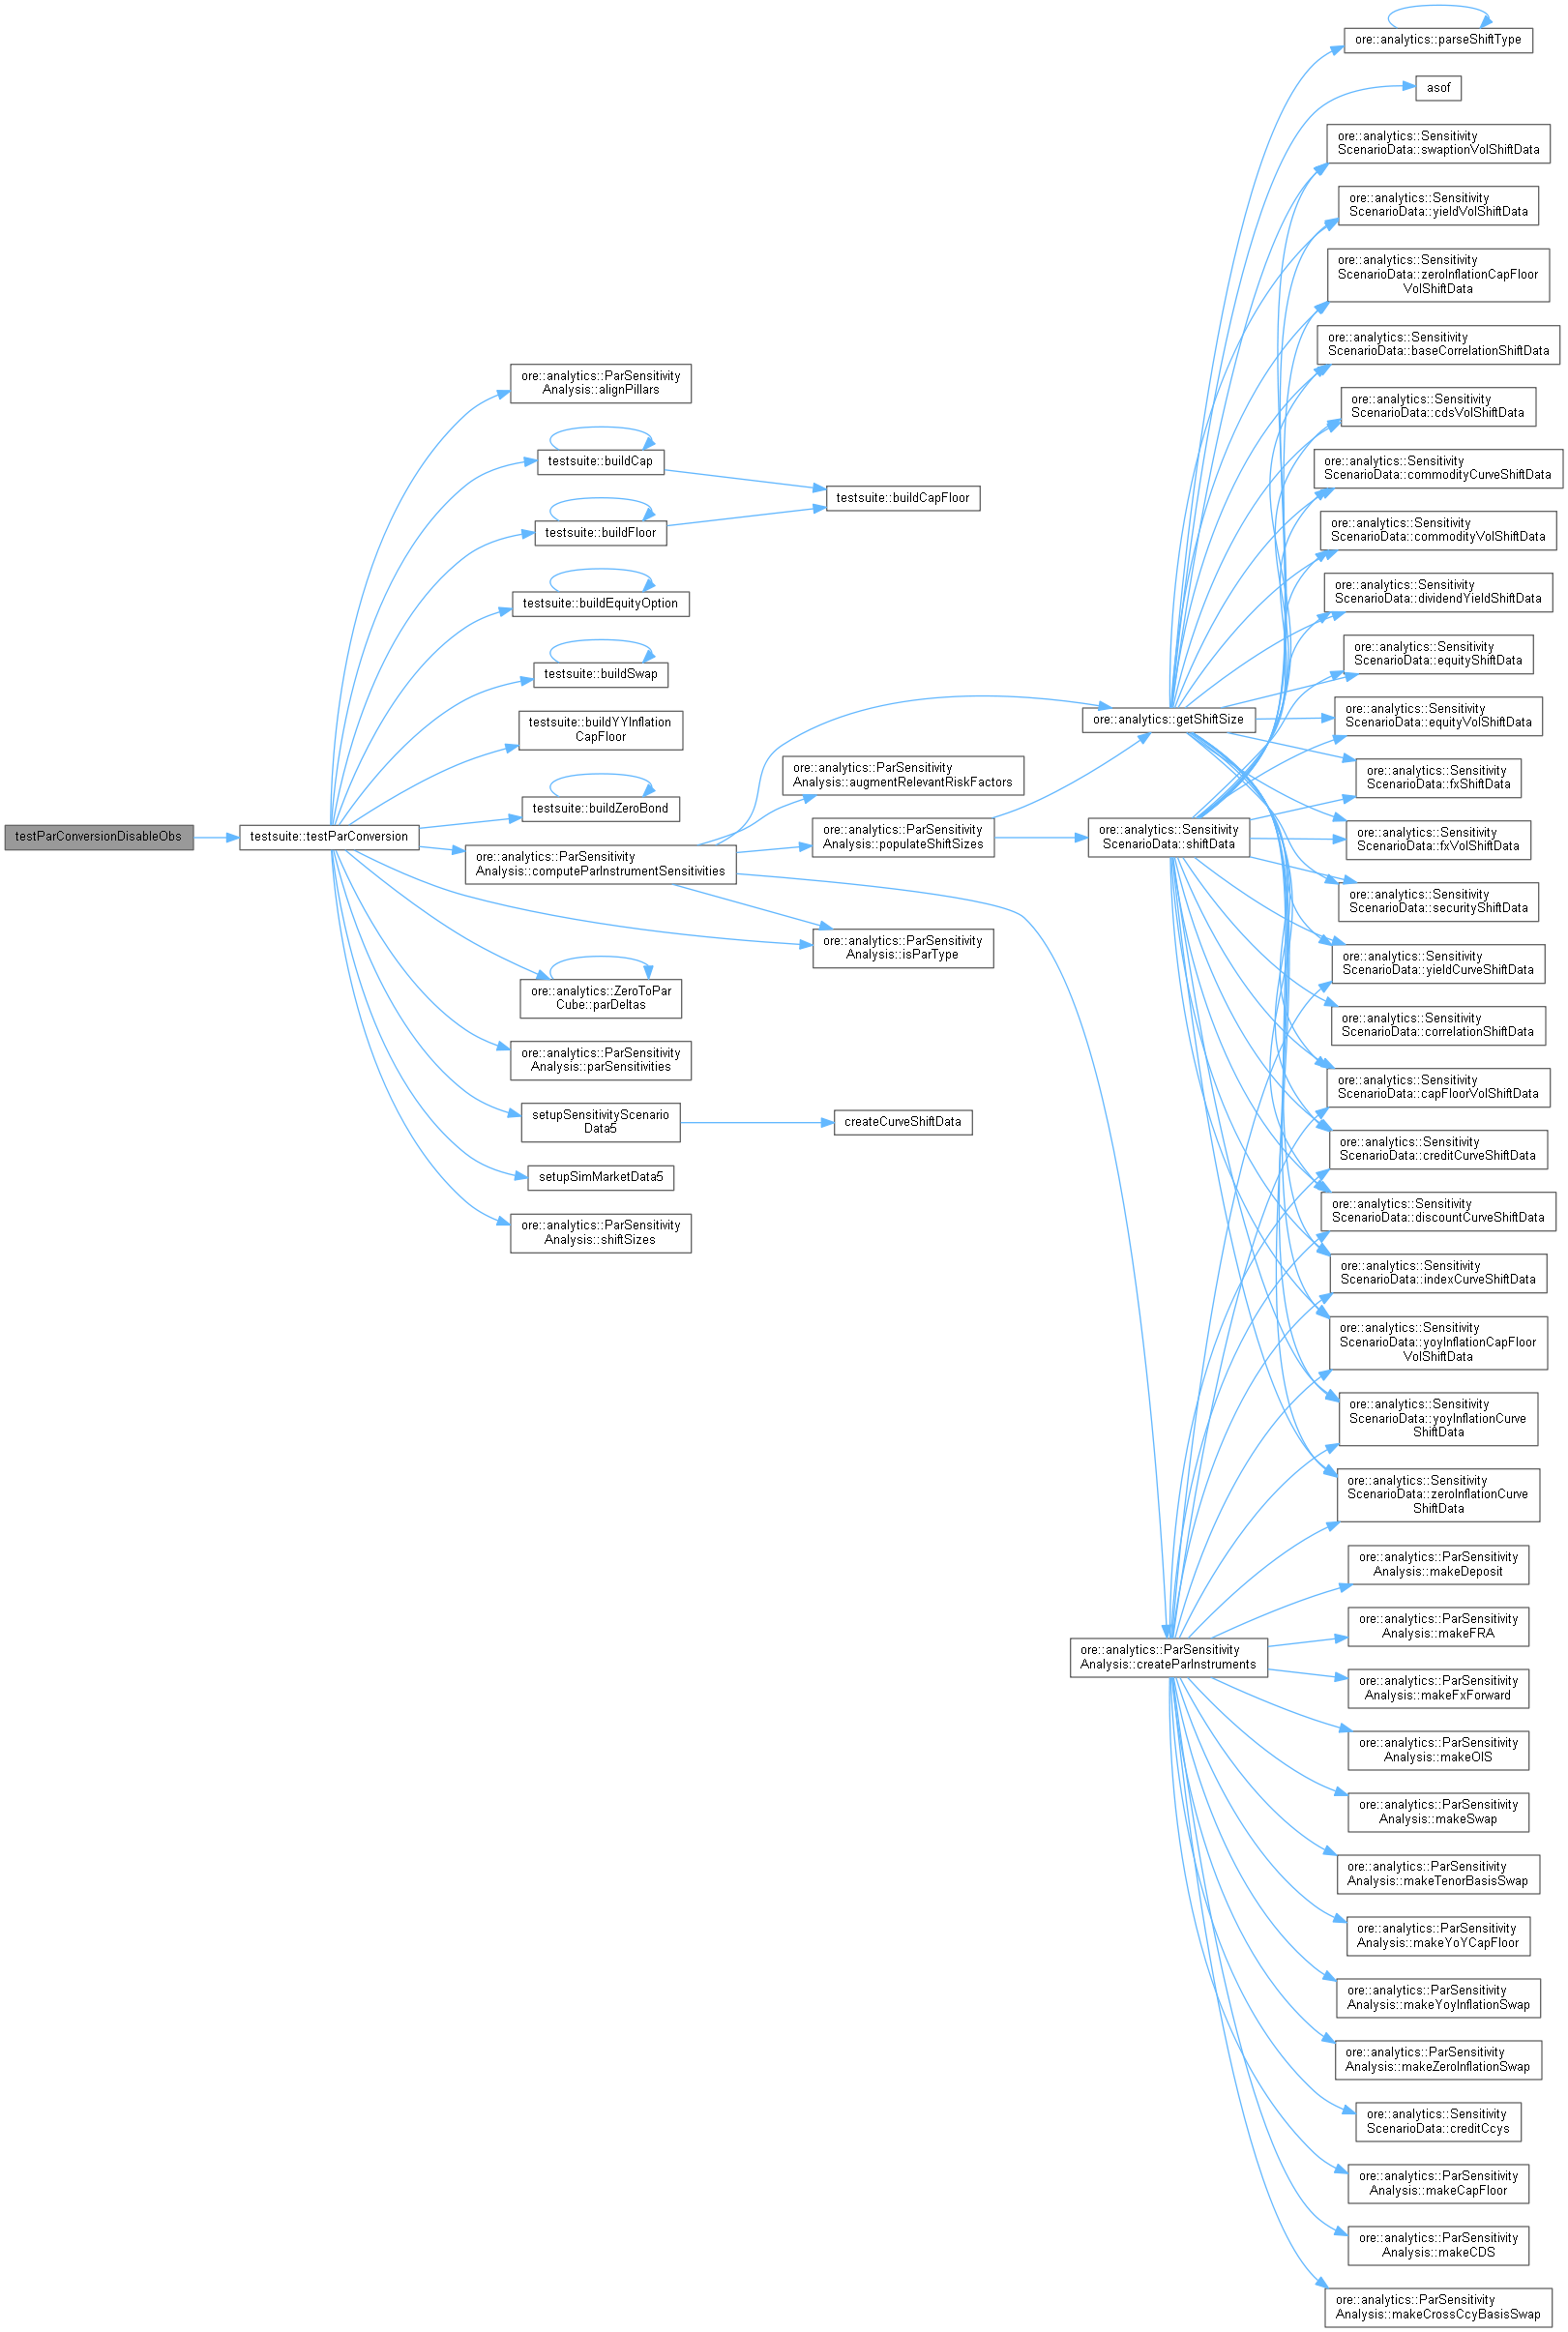 testParConversionDisableObs
testsuite::testParConversion
ore::analytics::ParSensitivity
Analysis::alignPillars
testsuite::buildCap
testsuite::buildFloor
testsuite::buildEquityOption
testsuite::buildSwap
testsuite::buildYYInflation
CapFloor
testsuite::buildZeroBond
ore::analytics::ParSensitivity
Analysis::computeParInstrumentSensitivities
ore::analytics::ZeroToPar
Cube::parDeltas
ore::analytics::ParSensitivity
Analysis::parSensitivities
setupSensitivityScenario
Data5
setupSimMarketData5
ore::analytics::ParSensitivity
Analysis::shiftSizes
testsuite::buildCapFloor
ore::analytics::ParSensitivity
Analysis::augmentRelevantRiskFactors
ore::analytics::ParSensitivity
Analysis::populateShiftSizes
ore::analytics::ParSensitivity
Analysis::isParType
createCurveShiftData
ore::analytics::getShiftSize
ore::analytics::Sensitivity
ScenarioData::shiftData
ore::analytics::ParSensitivity
Analysis::createParInstruments
ore::analytics::parseShiftType
asof
ore::analytics::Sensitivity
ScenarioData::swaptionVolShiftData
ore::analytics::Sensitivity
ScenarioData::yieldVolShiftData
ore::analytics::Sensitivity
ScenarioData::zeroInflationCapFloor
VolShiftData
ore::analytics::Sensitivity
ScenarioData::baseCorrelationShiftData
ore::analytics::Sensitivity
ScenarioData::cdsVolShiftData
ore::analytics::Sensitivity
ScenarioData::commodityCurveShiftData
ore::analytics::Sensitivity
ScenarioData::commodityVolShiftData
ore::analytics::Sensitivity
ScenarioData::dividendYieldShiftData
ore::analytics::Sensitivity
ScenarioData::equityShiftData
ore::analytics::Sensitivity
ScenarioData::equityVolShiftData
ore::analytics::Sensitivity
ScenarioData::fxShiftData
ore::analytics::Sensitivity
ScenarioData::fxVolShiftData
ore::analytics::Sensitivity
ScenarioData::securityShiftData
ore::analytics::Sensitivity
ScenarioData::yieldCurveShiftData
ore::analytics::Sensitivity
ScenarioData::correlationShiftData
ore::analytics::Sensitivity
ScenarioData::capFloorVolShiftData
ore::analytics::Sensitivity
ScenarioData::creditCurveShiftData
ore::analytics::Sensitivity
ScenarioData::discountCurveShiftData
ore::analytics::Sensitivity
ScenarioData::indexCurveShiftData
ore::analytics::Sensitivity
ScenarioData::yoyInflationCapFloor
VolShiftData
ore::analytics::Sensitivity
ScenarioData::yoyInflationCurve
ShiftData
ore::analytics::Sensitivity
ScenarioData::zeroInflationCurve
ShiftData
ore::analytics::ParSensitivity
Analysis::makeDeposit
ore::analytics::ParSensitivity
Analysis::makeFRA
ore::analytics::ParSensitivity
Analysis::makeFxForward
ore::analytics::ParSensitivity
Analysis::makeOIS
ore::analytics::ParSensitivity
Analysis::makeSwap
ore::analytics::ParSensitivity
Analysis::makeTenorBasisSwap
ore::analytics::ParSensitivity
Analysis::makeYoYCapFloor
ore::analytics::ParSensitivity
Analysis::makeYoyInflationSwap
ore::analytics::ParSensitivity
Analysis::makeZeroInflationSwap
ore::analytics::Sensitivity
ScenarioData::creditCcys
ore::analytics::ParSensitivity
Analysis::makeCapFloor
ore::analytics::ParSensitivity
Analysis::makeCDS
ore::analytics::ParSensitivity
Analysis::makeCrossCcyBasisSwap